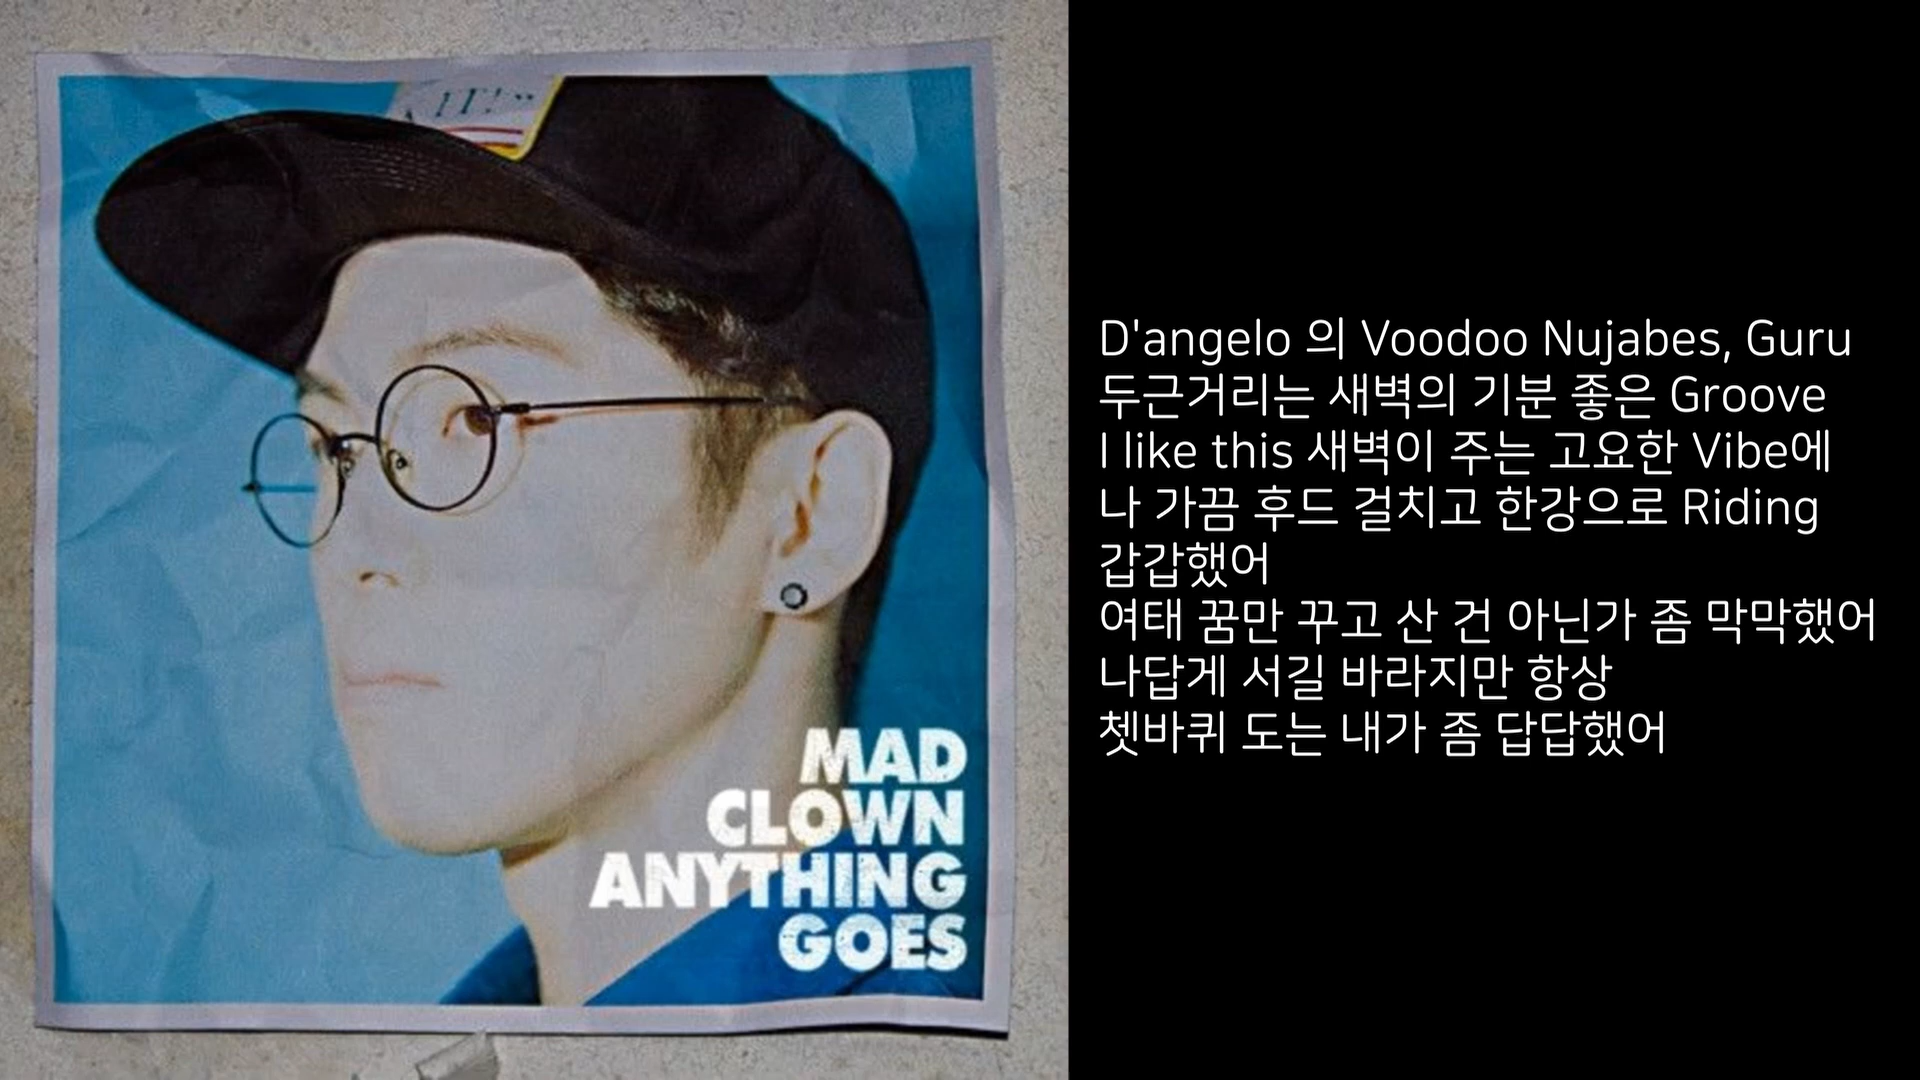 IT!"
MAD
CLOWN
ANYTHING
GOES
D'angelo 의 Voodoo Nujabes, Guru
두근거리는 새벽의 기분 좋은 Groove
I like this 새벽이 주는 고요한 Vibe에
나 가끔 후드 걸치고 한강으로 Riding
갑갑했어
여태 꿈만 꾸고 산 건 아닌가 좀 막막했어
나답게 서길 바라지만 항상
쳇바퀴 도는 내가 좀 답답했어